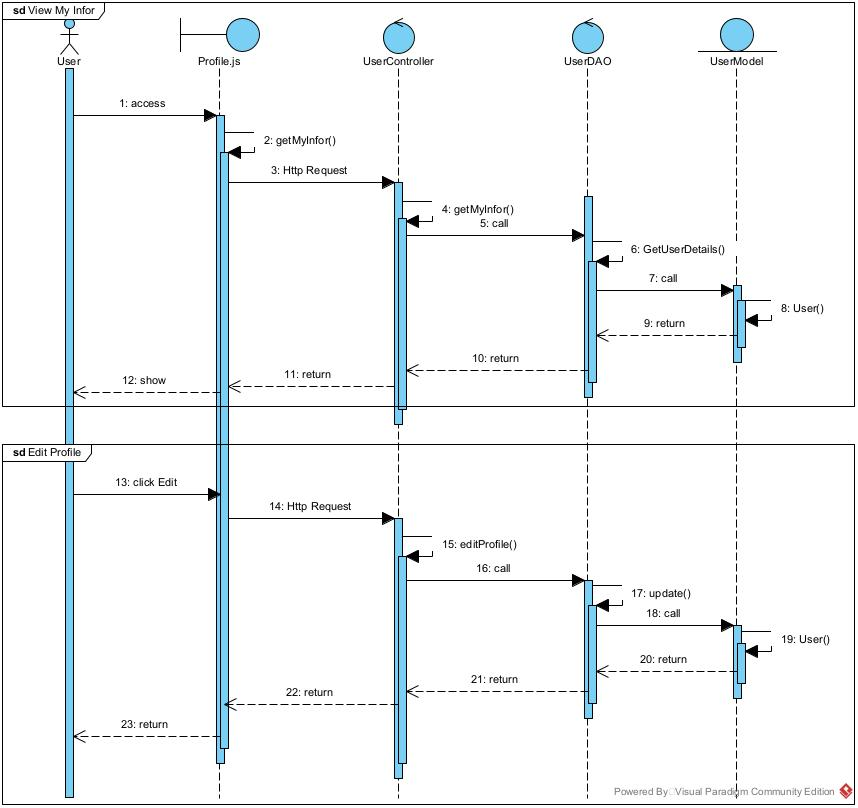 sd View My Infor
User
Profile.js
UserController
UserDAO
UserModel
1: access
2: getMyInfor()
3: Http Request
4: getMyInfor()
5: call
6: GetUserDetails()
7: call
8: User()
9: return
10: return
11: return
12: show
sd Edit Profile
13: click Edit
14: Http Request
15: editProfile()
16: call
17: update()
18: call
19: User()
20: return
21: return
22: return
23: return
Powered By Visual Paradigm Community Edition